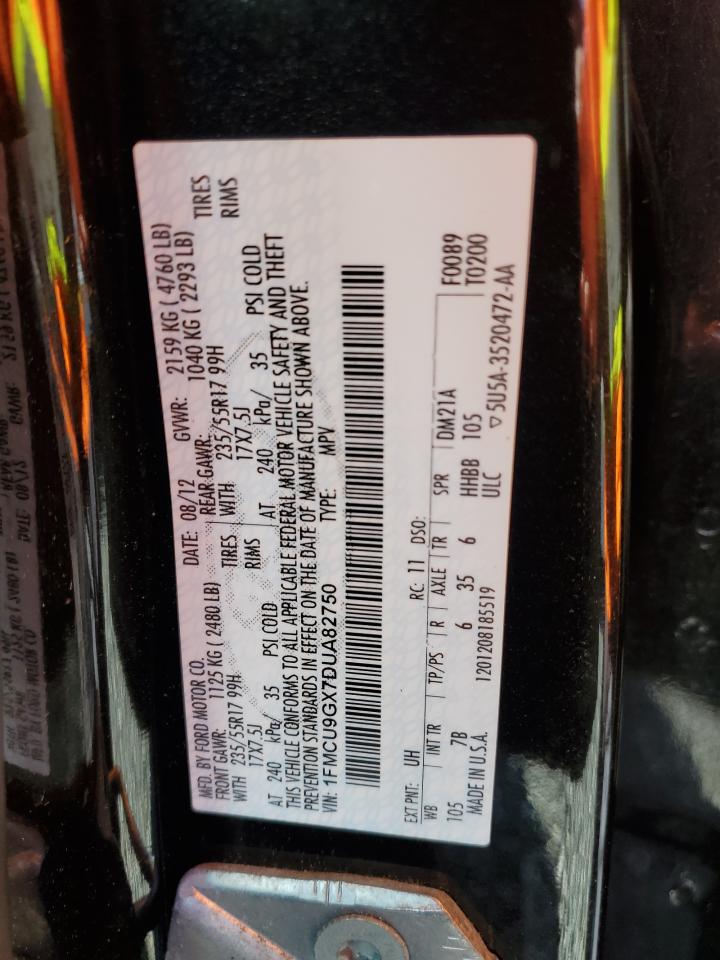 MFD. BY FORD MOTOR CO. DATE: 08/12 GVWR: 2159 KG ( 4760 LB)
FRONT GAWR: 1125 KG ( 2480 LB) REAR GAWR: 1040 KG ( 2293 LB)
WITH 235/55R17 99H TIRES WITH 235/55R17 99H TIRES
17X7.5J RIMS 17X7.5J RIMS
AT 240 kPa/ 35 PSI COLD AT 240 kPa/ 35 PSI COLD
THIS VEHICLE CONFORMS TO ALL APPLICABLE FEDERAL MOTOR VEHICLE SAFETY AND THEFT
PREVENTION STANDARDS IN EFFECT ON THE DATE OF MANUFACTURE SHOWN ABOVE.
VIN: 1FMCU9GX7DUA82750 TYPE: MPV
EXT PNT: UH RC: 11 DSO: F0089
WB INT TR TP/PS R AXLE TR SPR DM21A T0200
105 7B 6 35 6 HHBB 105
MADE IN U.S.A. 1201208185519 ULC ▽5U5A-3520472-AA